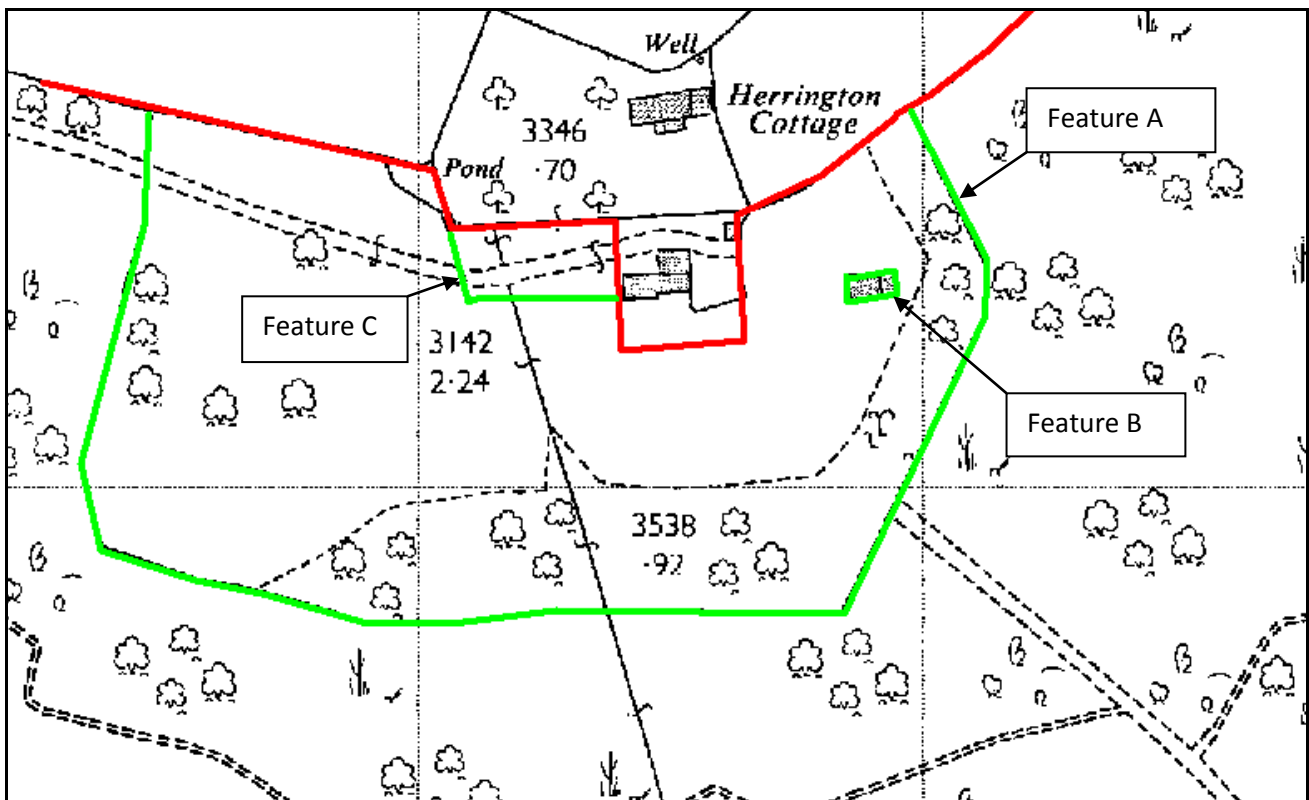 Well
Herrington
Cottage
3346
·70
Pond
Feature A
Feature C
3142
2·24
Feature B
3538
·92